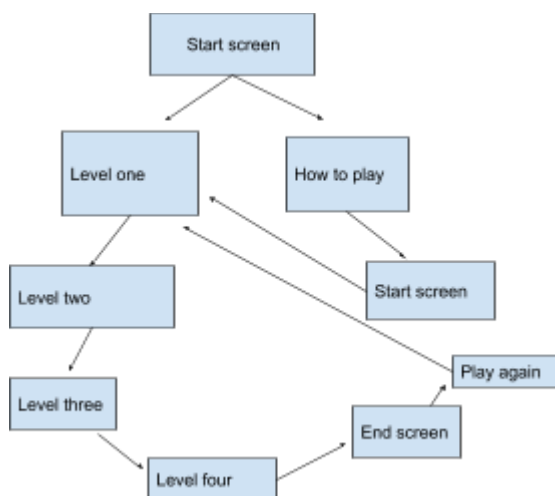 Start screen
Level one
How to play
Level two
Start screen
Play again
Level three
End screen
Level four